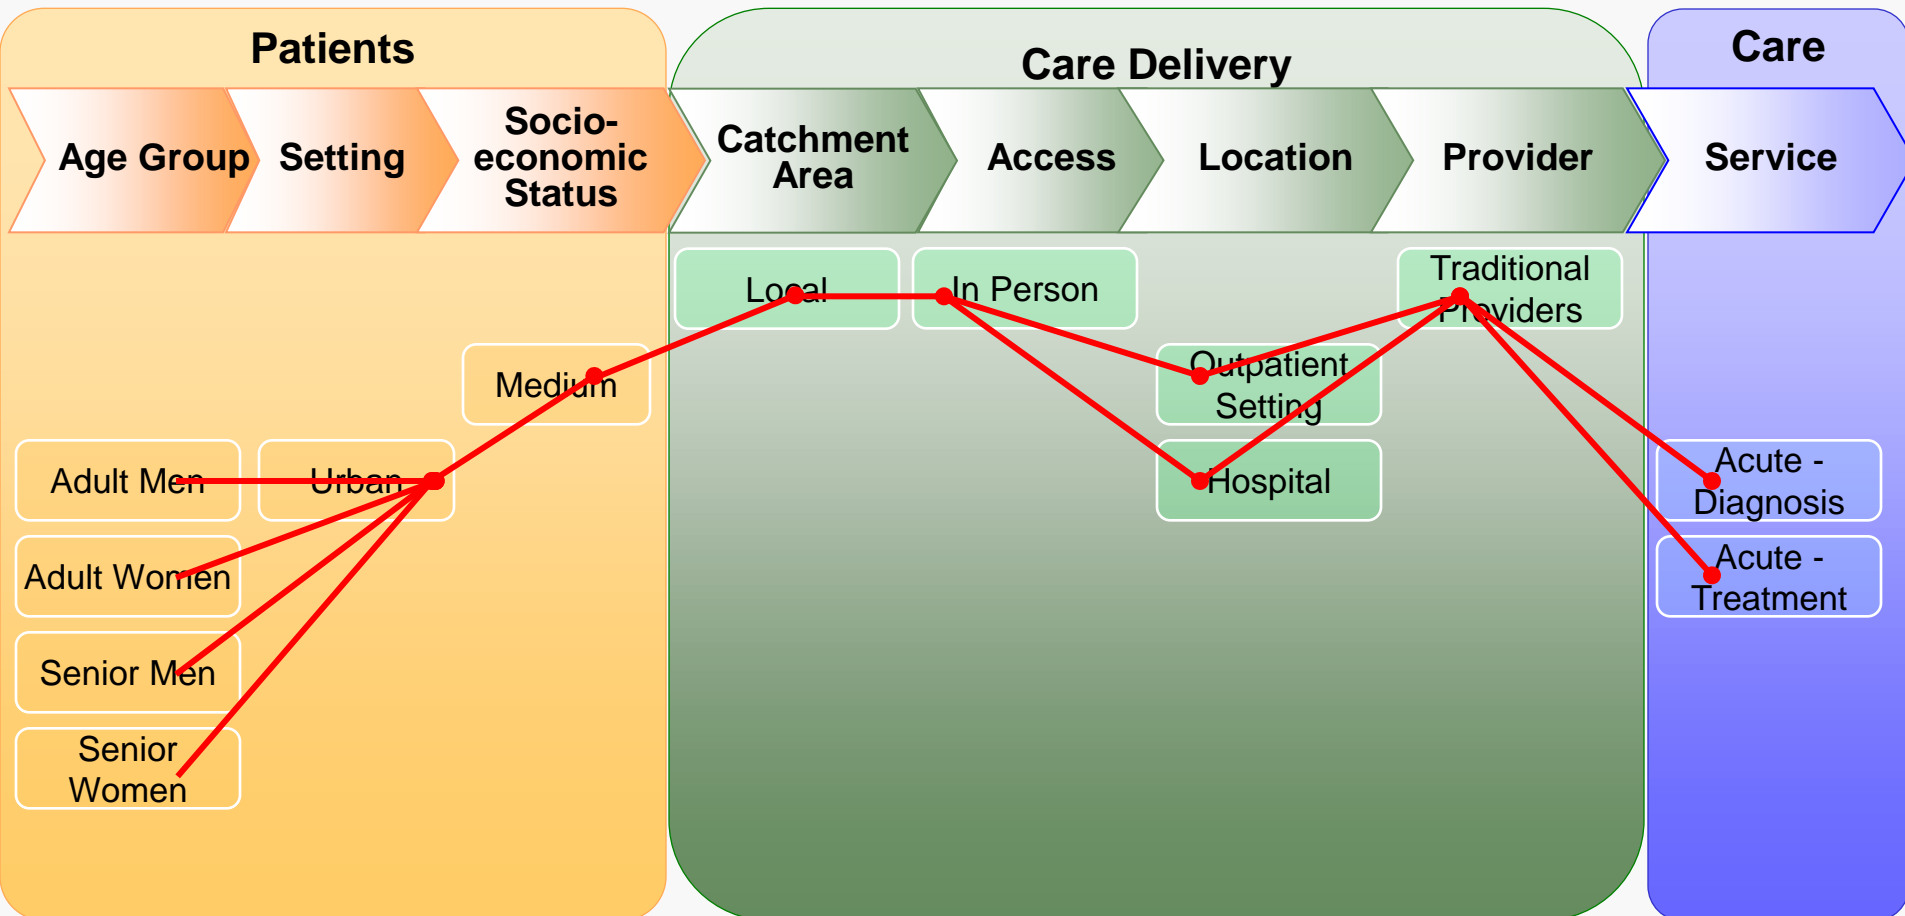 Patients
Care Delivery
Care
Age Group
Setting
Socio-
economic
Status
Catchment
Area
Access
Location
Provider
Service
Local
In Person
Traditional
Providers
Medium
Outpatient
Setting
Adult Men
Urban
Hospital
Acute -
Diagnosis
Adult Women
Acute -
Treatment
Senior Men
Senior
Women